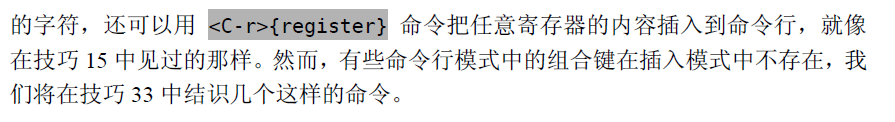 的字符，还可以用 <C-r>{register} 命令把任意寄存器的内容插入到命令行，就像
在技巧 15 中见过的那样。然而，有些命令行模式中的组合键在插入模式中不存在，我
们将在技巧 33 中结识几个这样的命令。